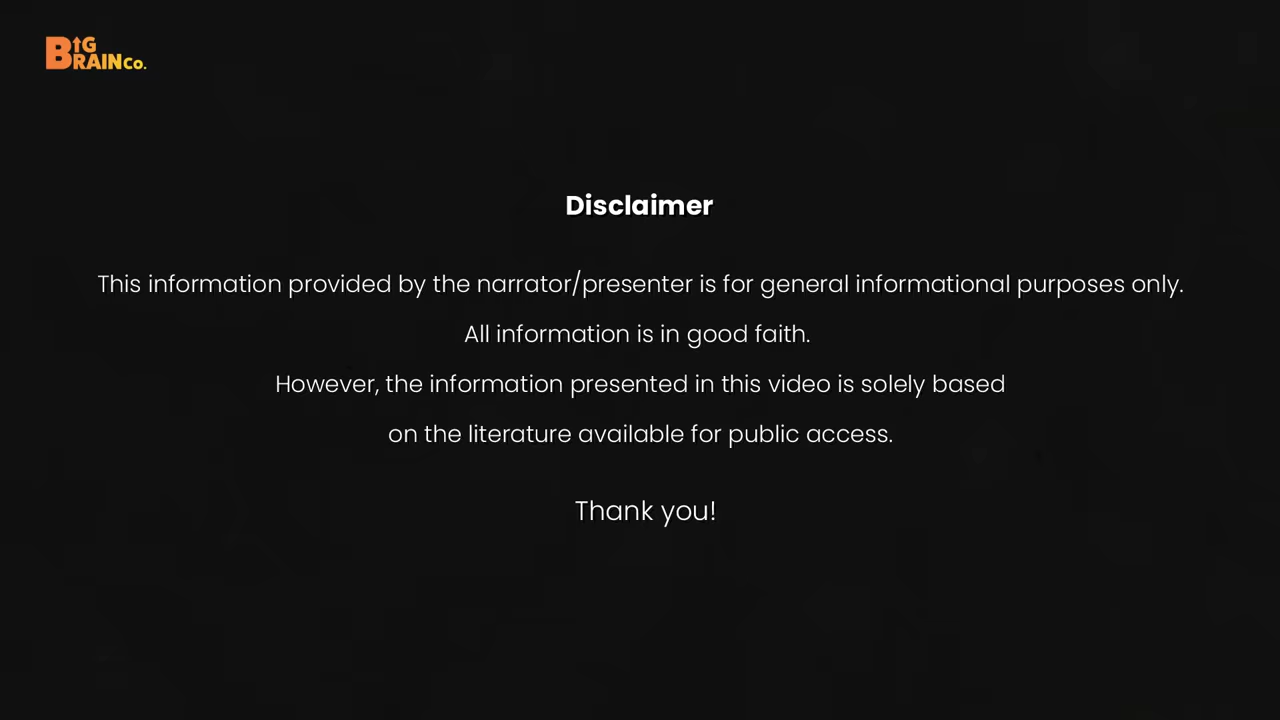 BIG
BRAINCO.
Disclaimer
This information provided by the narrator/presenter is for general informational purposes only.
All information is in good faith.
However, the information presented in this video is solely based
on the literature available for public access.
Thank you!